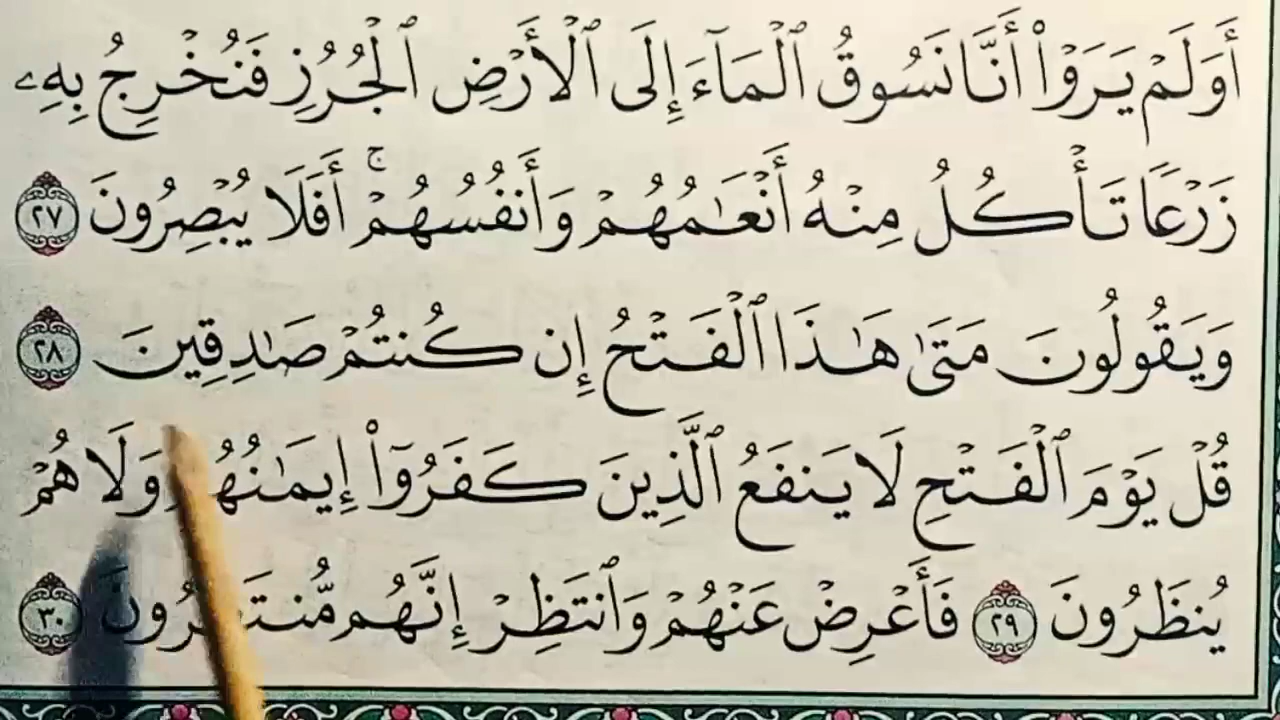 أَوَلَمْ يَرَوْا۟ أَنَّا نَسُوقُ ٱلْمَآءَ إِلَى ٱلْأَرْضِ ٱلْجُرُزِ فَنُخْرِجُ بِهِۦ
زَرْعًا تَأْكُلُ مِنْهُ أَنْعَٰمُهُمْ وَأَنفُسُهُمْ ۚ أَفَلَا يُبْصِرُونَ ٢٧
وَيَقُولُونَ مَتَىٰ هَٰذَا ٱلْفَتْحُ إِن كُنتُمْ صَٰدِقِينَ ٢٨
قُلْ يَوْمَ ٱلْفَتْحِ لَا يَنفَعُ ٱلَّذِينَ كَفَرُوٓا۟ إِيمَٰنُهُمْ وَلَا هُمْ
يُنظَرُونَ ٢٩ فَأَعْرِضْ عَنْهُمْ وَٱنتَظِرْ إِنَّهُم مُّنتَظِرُونَ ٣٠